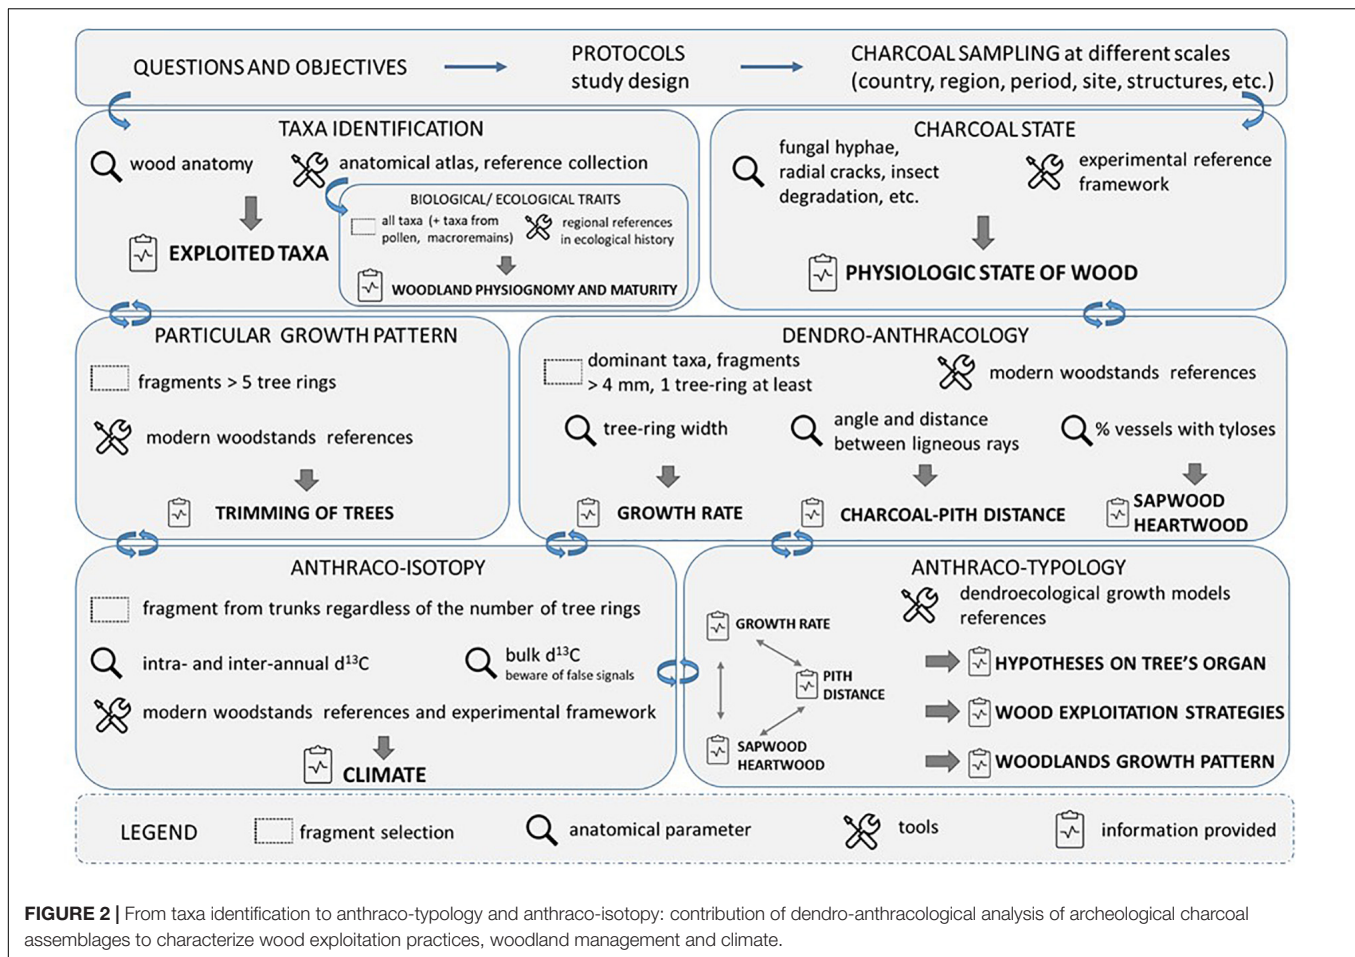 QUESTIONS AND OBJECTIVES
PROTOCOLS
study design
CHARCOAL SAMPLING at different scales
(country, region, period, site, structures, etc.)
TAXA IDENTIFICATION
wood anatomy
anatomical atlas, reference collection
EXPLOITED TAXA
BIOLOGICAL/ ECOLOGICAL TRAITS
all taxa (+ taxa from
pollen, macroremains)
regional references
in ecological history
WOODLAND PHYSIOGNOMY AND MATURITY
CHARCOAL STATE
fungal hyphae,
radial cracks, insect
degradation, etc.
experimental reference
framework
PHYSIOLOGIC STATE OF WOOD
PARTICULAR GROWTH PATTERN
fragments > 5 tree rings
modern woodstands references
TRIMMING OF TREES
DENDRO-ANTHRACOLOGY
dominant taxa, fragments
> 4 mm, 1 tree-ring at least
modern woodstands references
tree-ring width
angle and distance
between ligneous rays
% vessels with tyloses
GROWTH RATE
CHARCOAL-PITH DISTANCE
SAPWOOD
HEARTWOOD
ANTHRACO-ISOTOPY
fragment from trunks regardless of the number of tree rings
intra- and inter-annual d¹³C
bulk d¹³C
beware of false signals
modern woodstands references and experimental framework
CLIMATE
ANTHRACO-TYPOLOGY
dendroecological growth models
references
GROWTH RATE
PITH
DISTANCE
SAPWOOD
HEARTWOOD
HYPOTHESES ON TREE'S ORGAN
WOOD EXPLOITATION STRATEGIES
WOODLANDS GROWTH PATTERN
LEGEND
fragment selection
anatomical parameter
tools
information provided
FIGURE 2 | From taxa identification to anthraco-typology and anthraco-isotopy: contribution of dendro-anthracological analysis of archeological charcoal
assemblages to characterize wood exploitation practices, woodland management and climate.